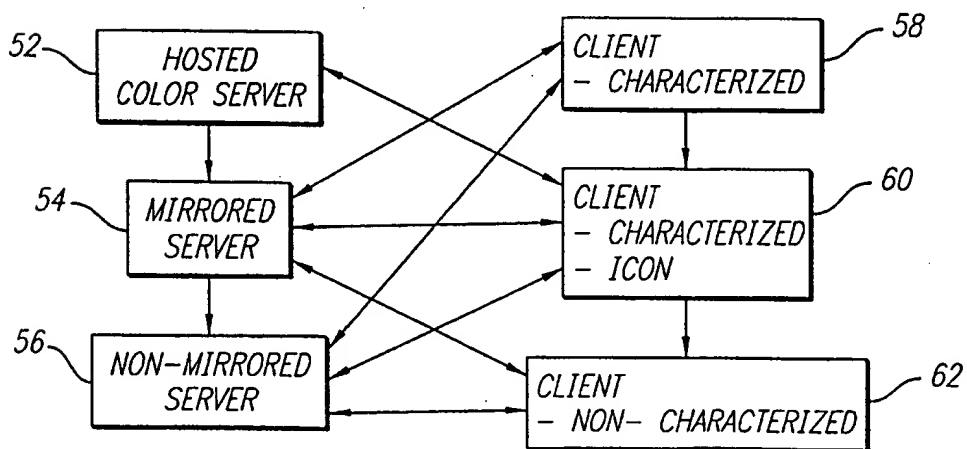 52
HOSTED
COLOR SERVER
54
MIRRORED
SERVER
56
NON-MIRRORED
SERVER
58
CLIENT
- CHARACTERIZED
60
CLIENT
- CHARACTERIZED
- ICON
62
CLIENT
- NON- CHARACTERIZED